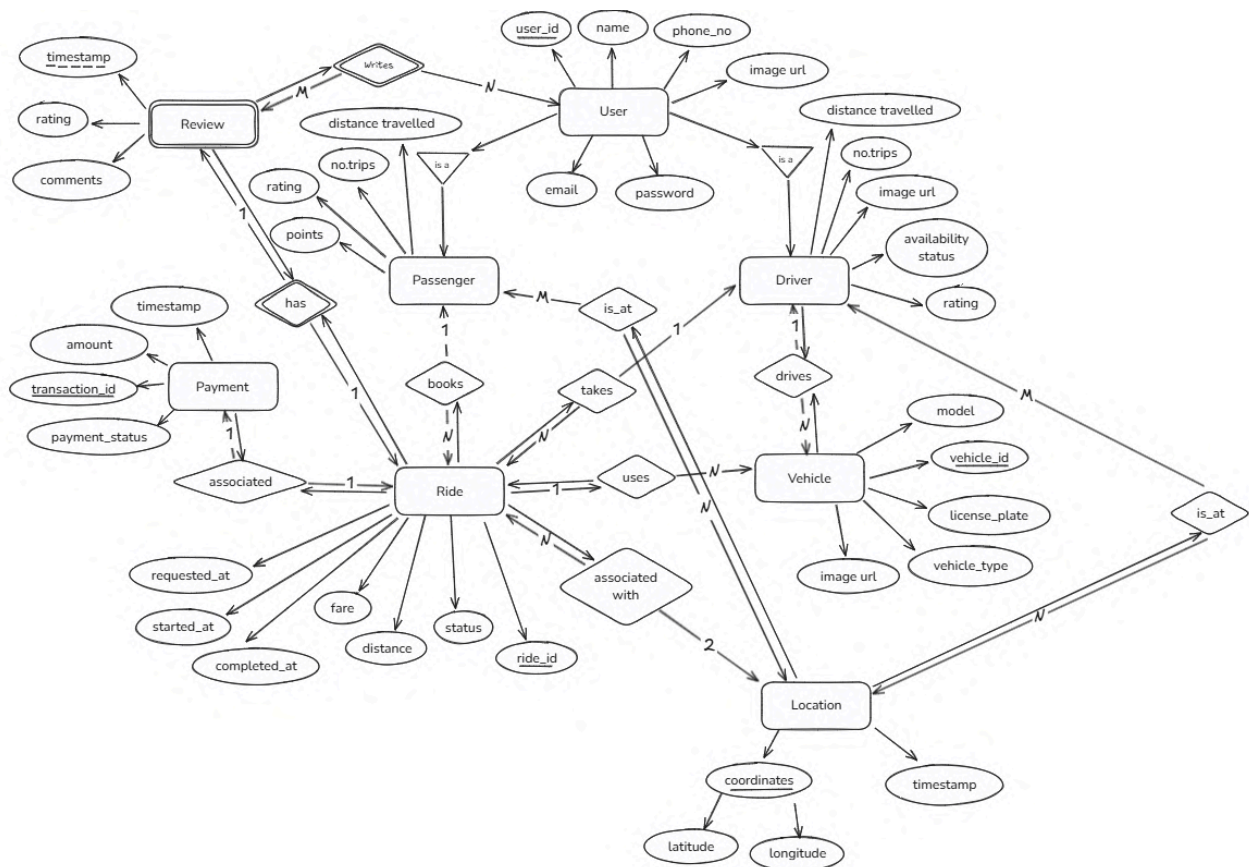 user_id
name
phone_no
timestamp
Writes
image url
N
M
rating
Review
distance travelled
User
distance travelled
is a
is a
no.trips
no.trips
comments
rating
email
password
image url
1
points
availability
status
Passenger
Driver
timestamp
has
M
is_at
rating
amount
1
1
1
Payment
books
takes
drives
transaction_id
1
M
model
payment_status
1
N
N
N
vehicle_id
associated
1
Ride
1
uses
N
Vehicle
license_plate
N
is_at
requested_at
N
associated
with
image url
vehicle_type
started_at
fare
status
N
completed_at
distance
ride_id
2
Location
coordinates
timestamp
latitude
longitude